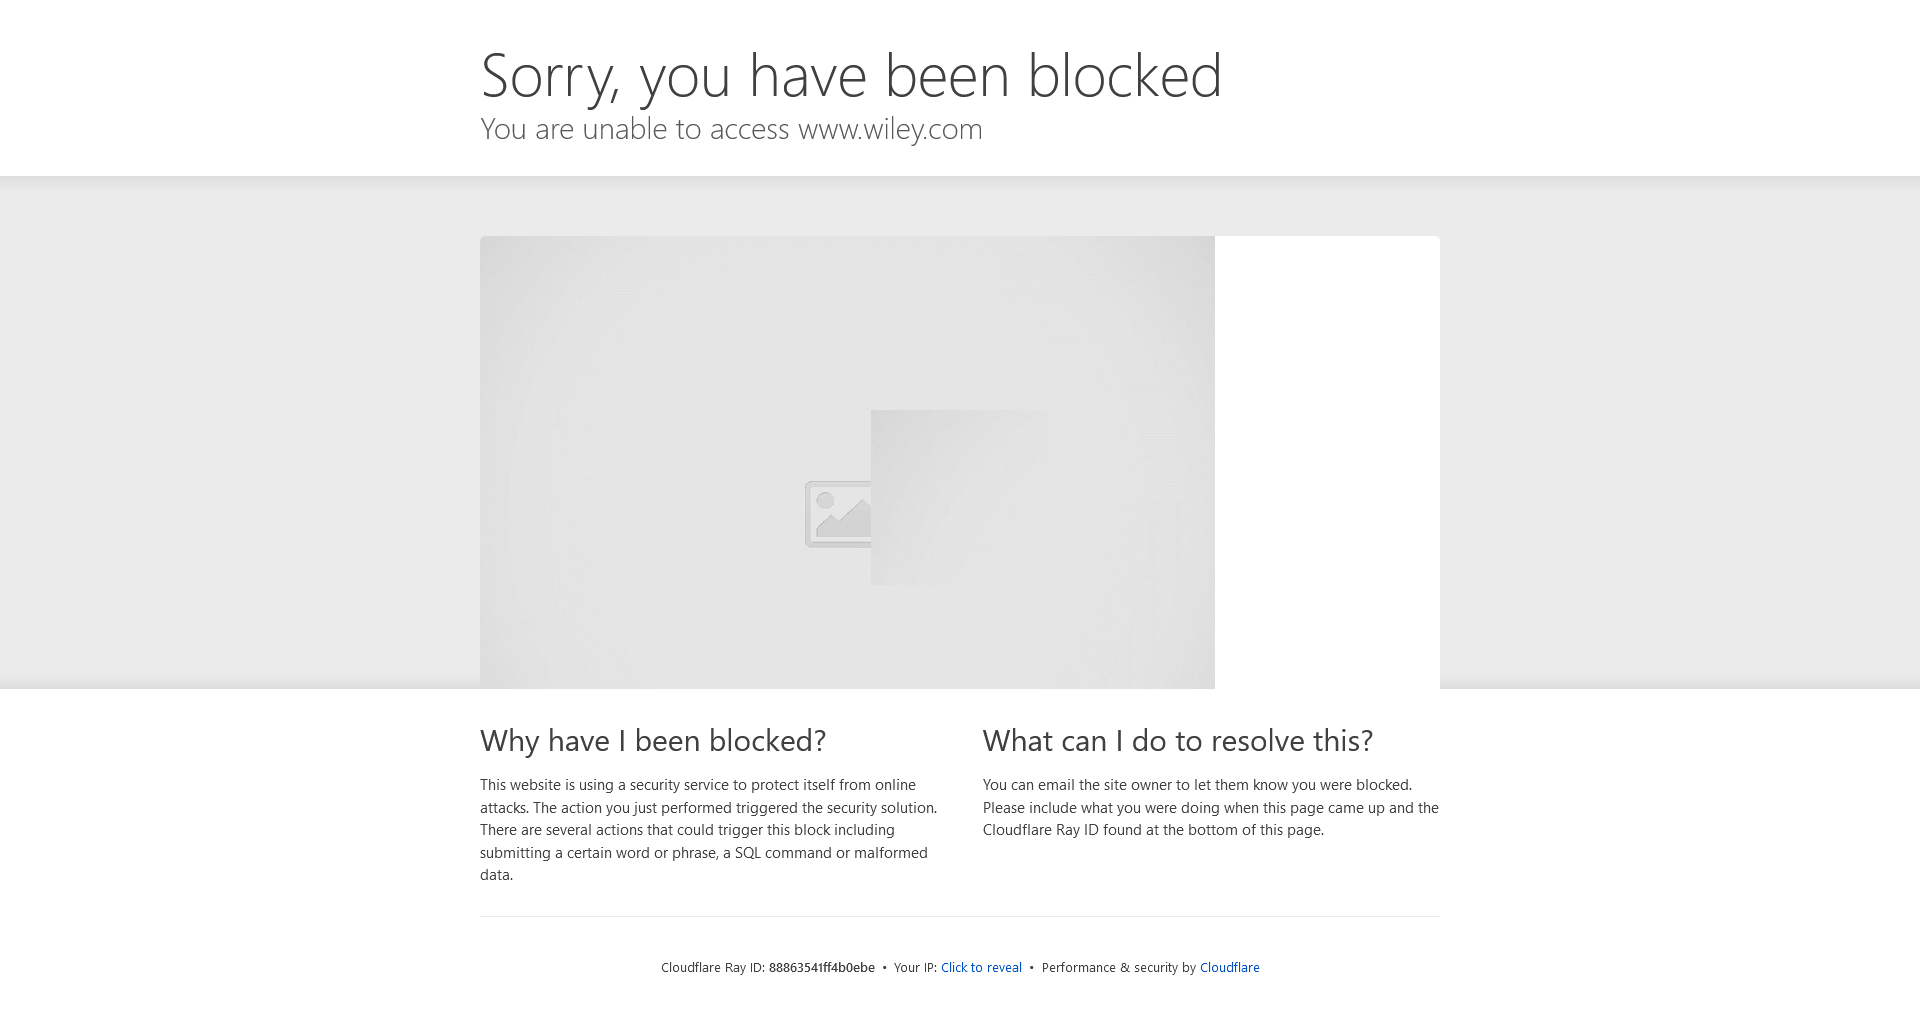 Sorry, you have been blocked
You are unable to access www.wiley.com
Why have I been blocked?
This website is using a security service to protect itself from online
attacks. The action you just performed triggered the security solution.
There are several actions that could trigger this block including
submitting a certain word or phrase, a SQL command or malformed
data.
What can I do to resolve this?
You can email the site owner to let them know you were blocked.
Please include what you were doing when this page came up and the
Cloudflare Ray ID found at the bottom of this page.
Cloudflare Ray ID: 88863541ff4b0ebe • Your IP: Click to reveal • Performance & security by Cloudflare